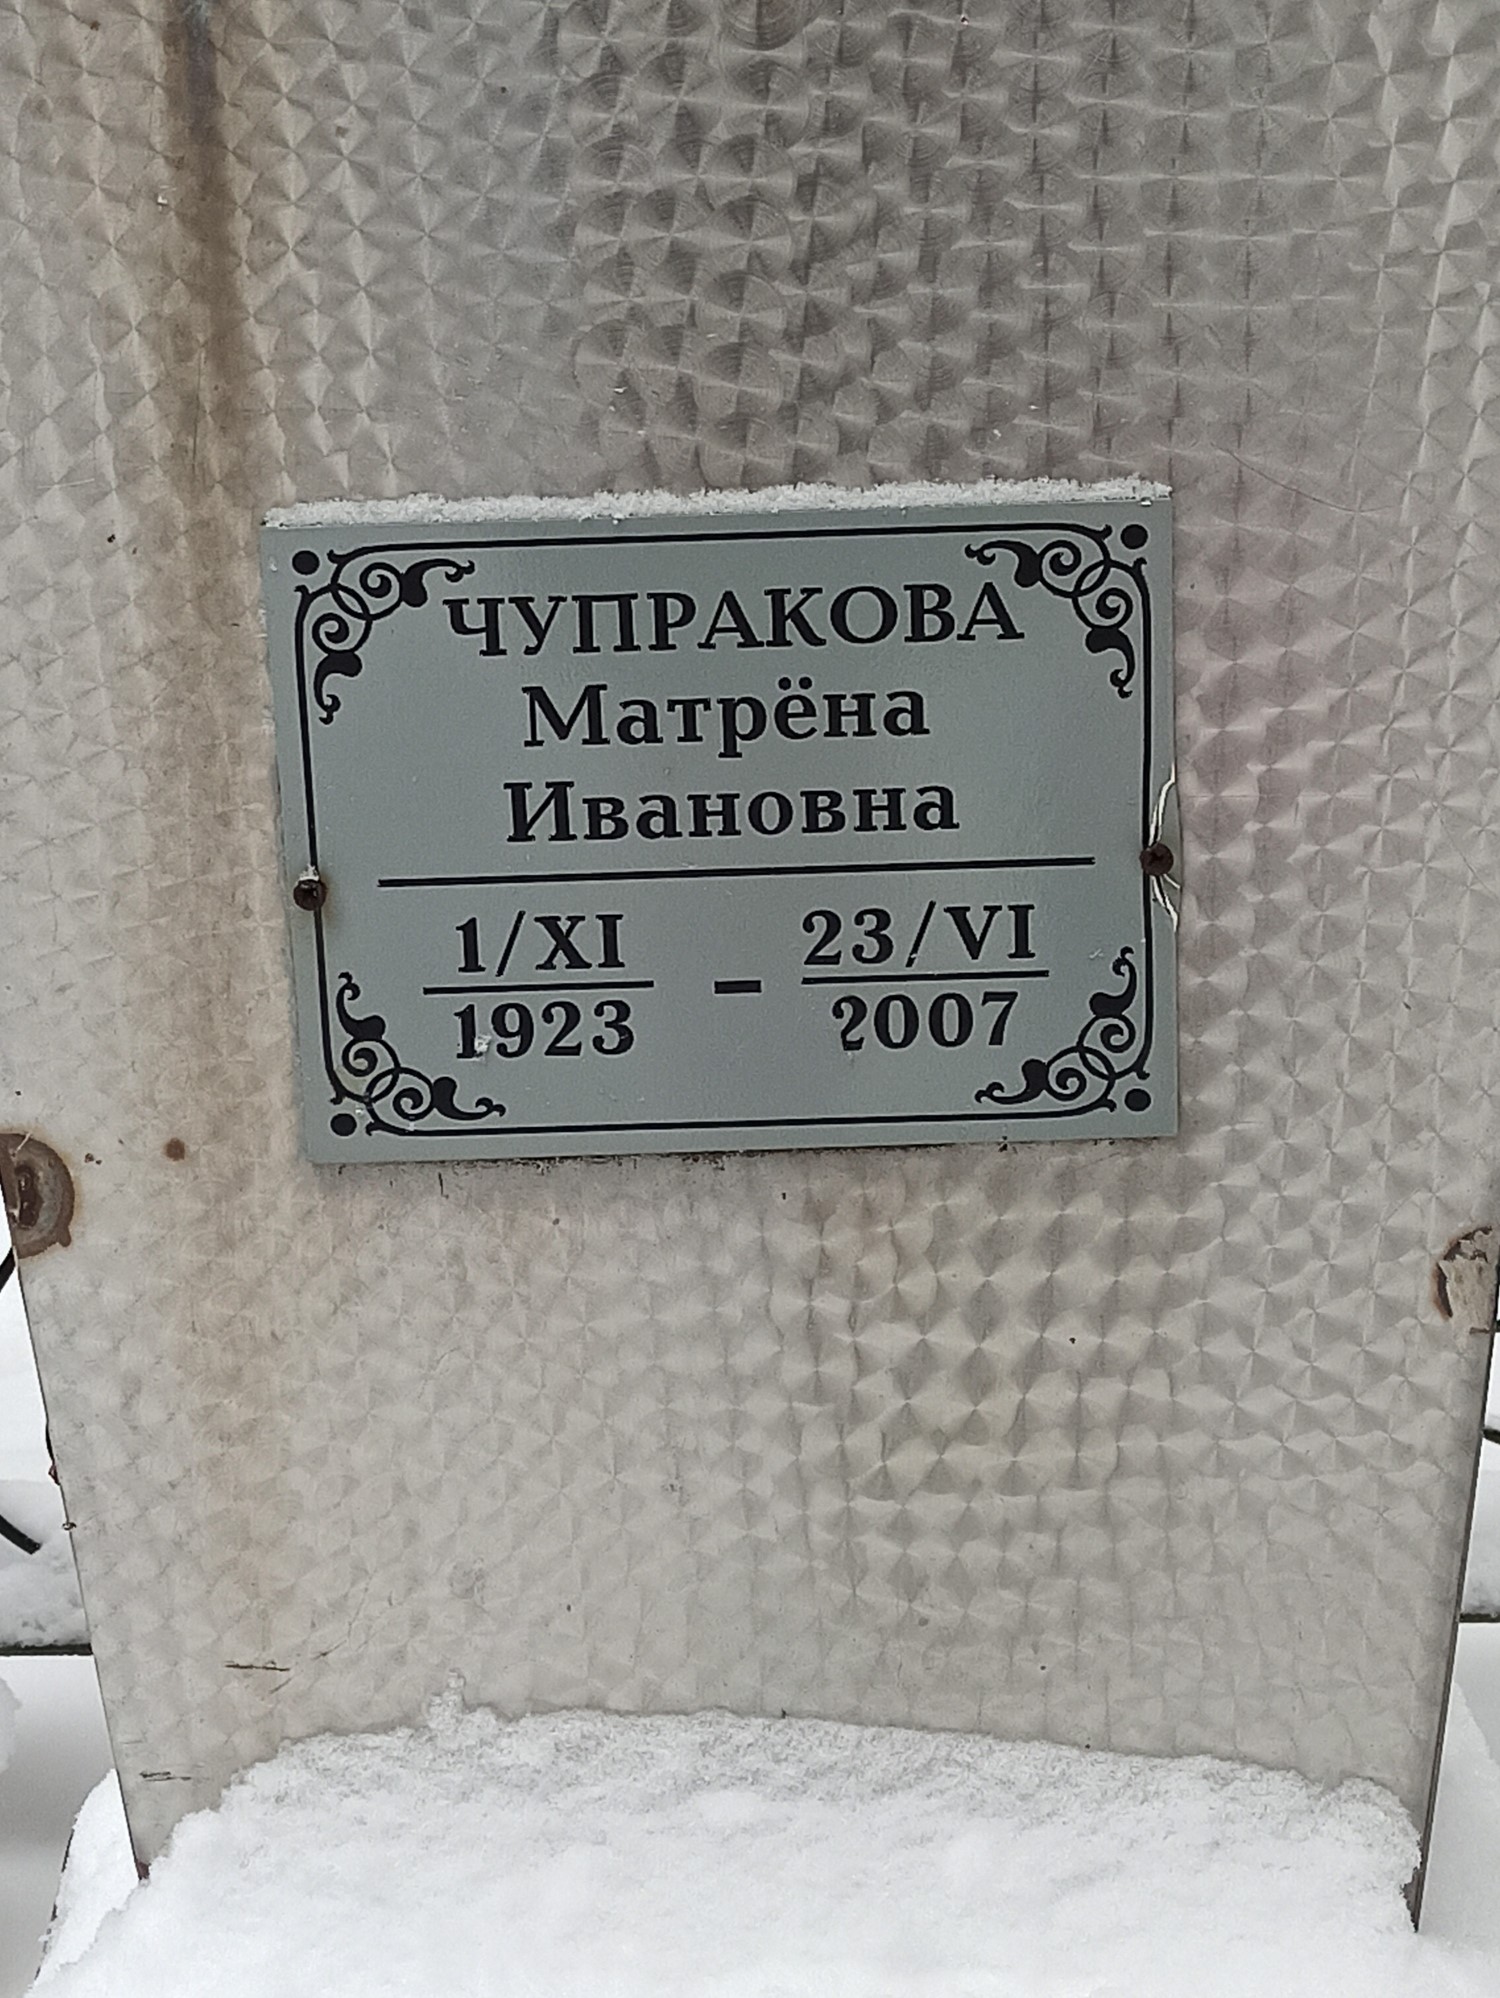 ЧУПРАКОВА
Матрёна
Ивановна
1/XI - 23/VI
1923 2007